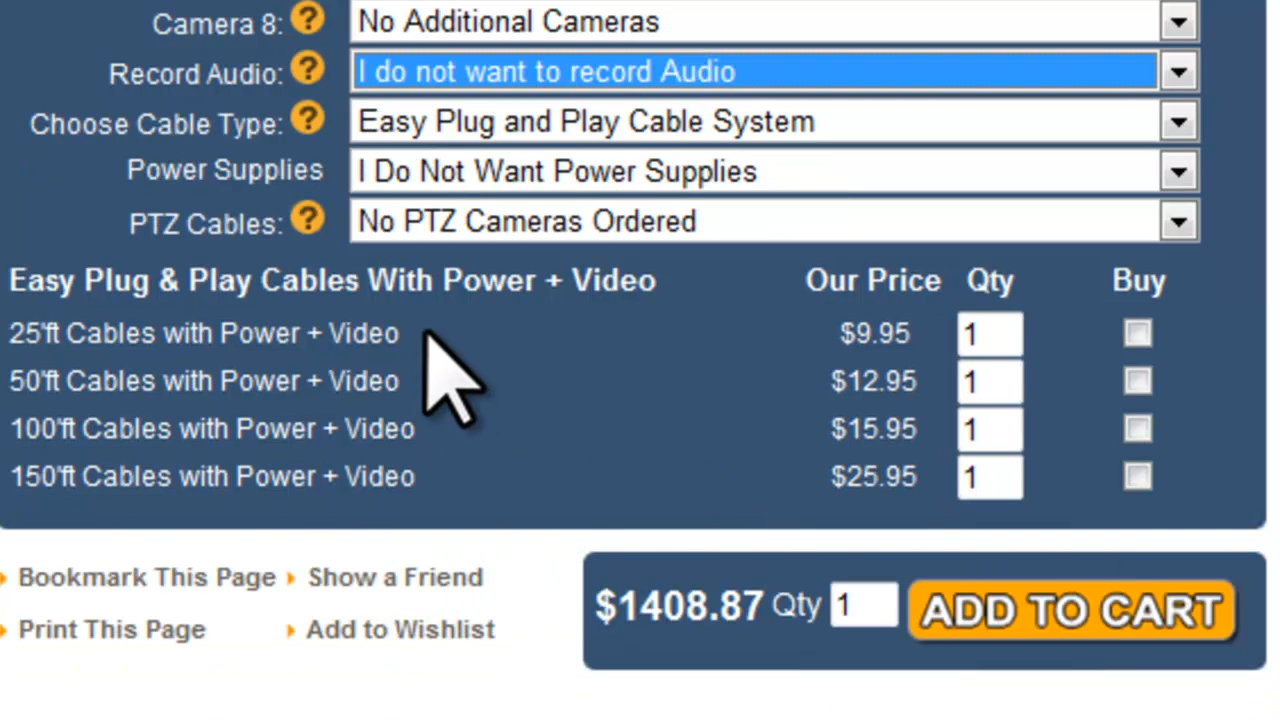 Camera 8: ? No Additional Cameras
Record Audio: ? I do not want to record Audio
Choose Cable Type: ? Easy Plug and Play Cable System
Power Supplies I Do Not Want Power Supplies
PTZ Cables: ? No PTZ Cameras Ordered
Easy Plug & Play Cables With Power + Video Our Price Qty Buy
25'ft Cables with Power + Video $9.95 1
50'ft Cables with Power + Video $12.95 1
100'ft Cables with Power + Video $15.95 1
150'ft Cables with Power + Video $25.95 1
Bookmark This Page Show a Friend
$1408.87 Qty 1 ADD TO CART
Print This Page Add to Wishlist